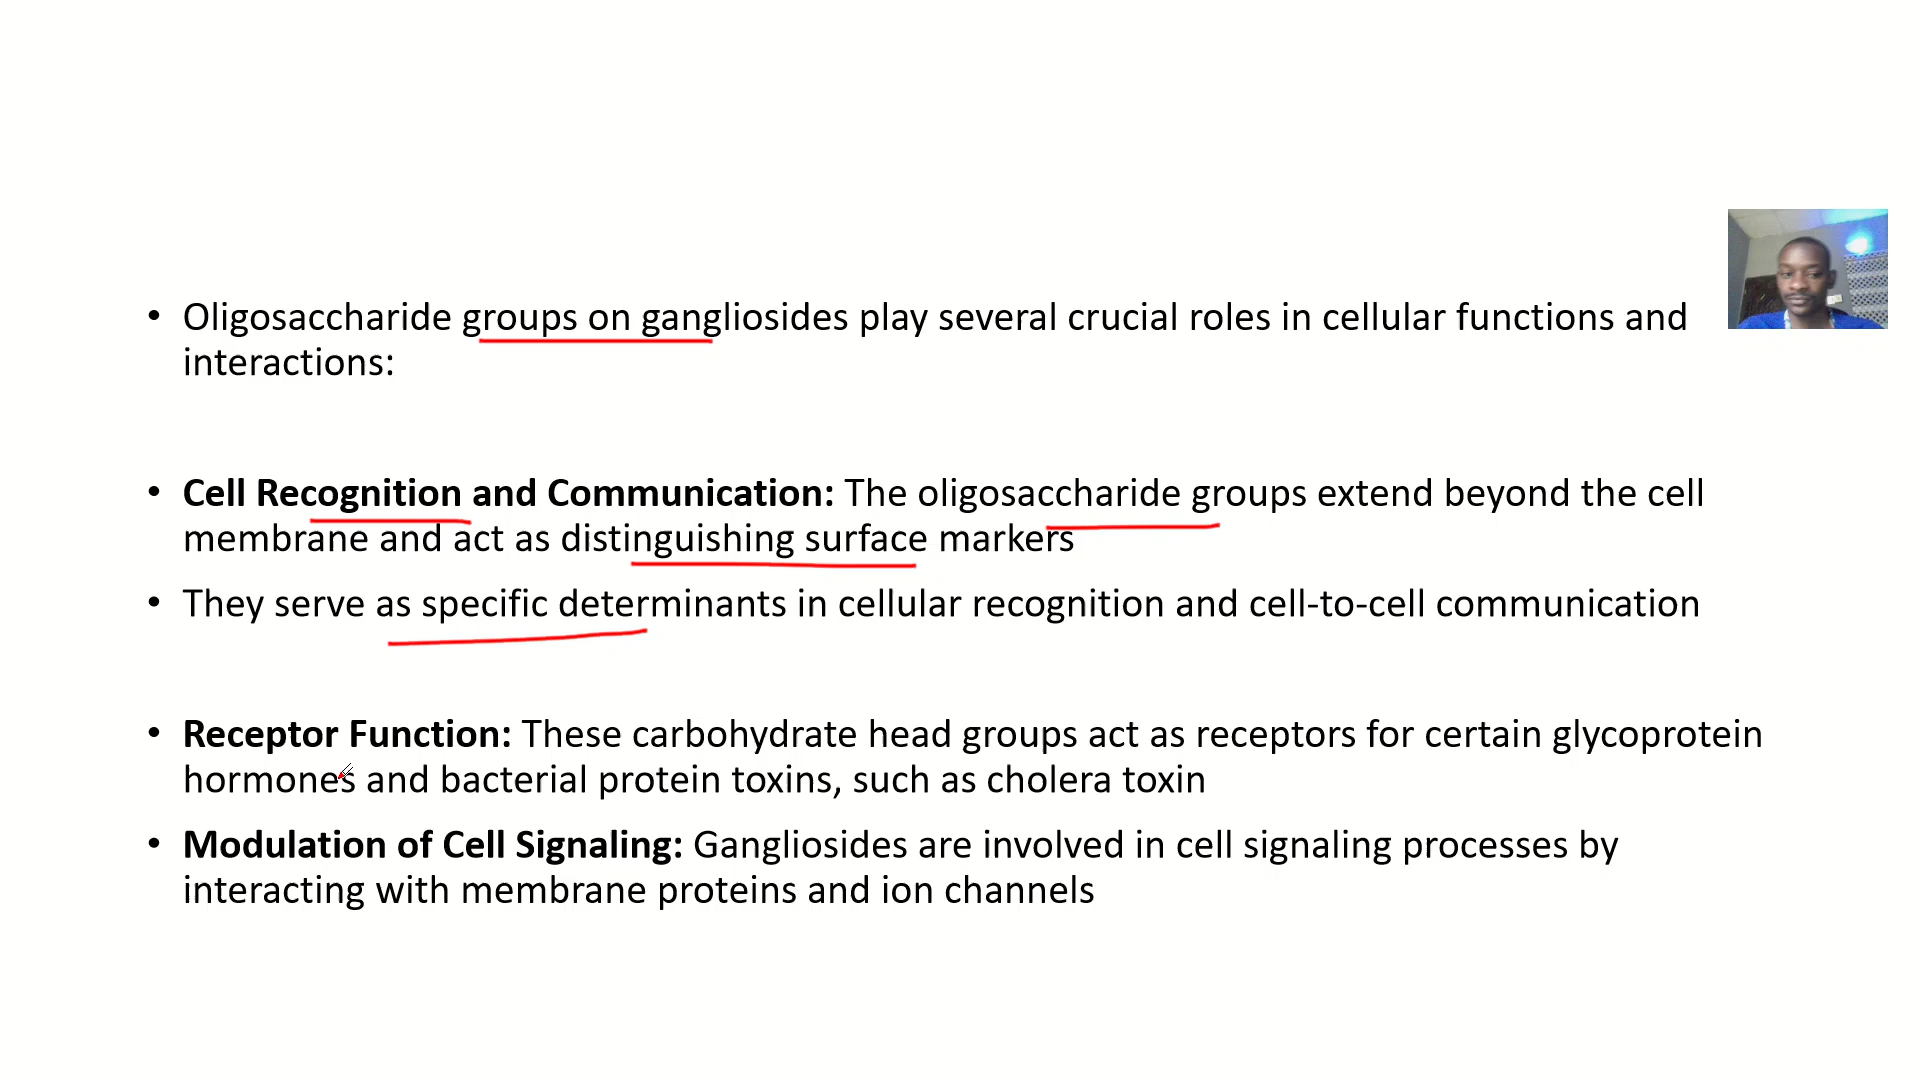 • Oligosaccharide groups on gangliosides play several crucial roles in cellular functions and
interactions:
• Cell Recognition and Communication: The oligosaccharide groups extend beyond the cell
membrane and act as distinguishing surface markers
• They serve as specific determinants in cellular recognition and cell-to-cell communication
• Receptor Function: These carbohydrate head groups act as receptors for certain glycoprotein
hormones and bacterial protein toxins, such as cholera toxin
• Modulation of Cell Signaling: Gangliosides are involved in cell signaling processes by
interacting with membrane proteins and ion channels